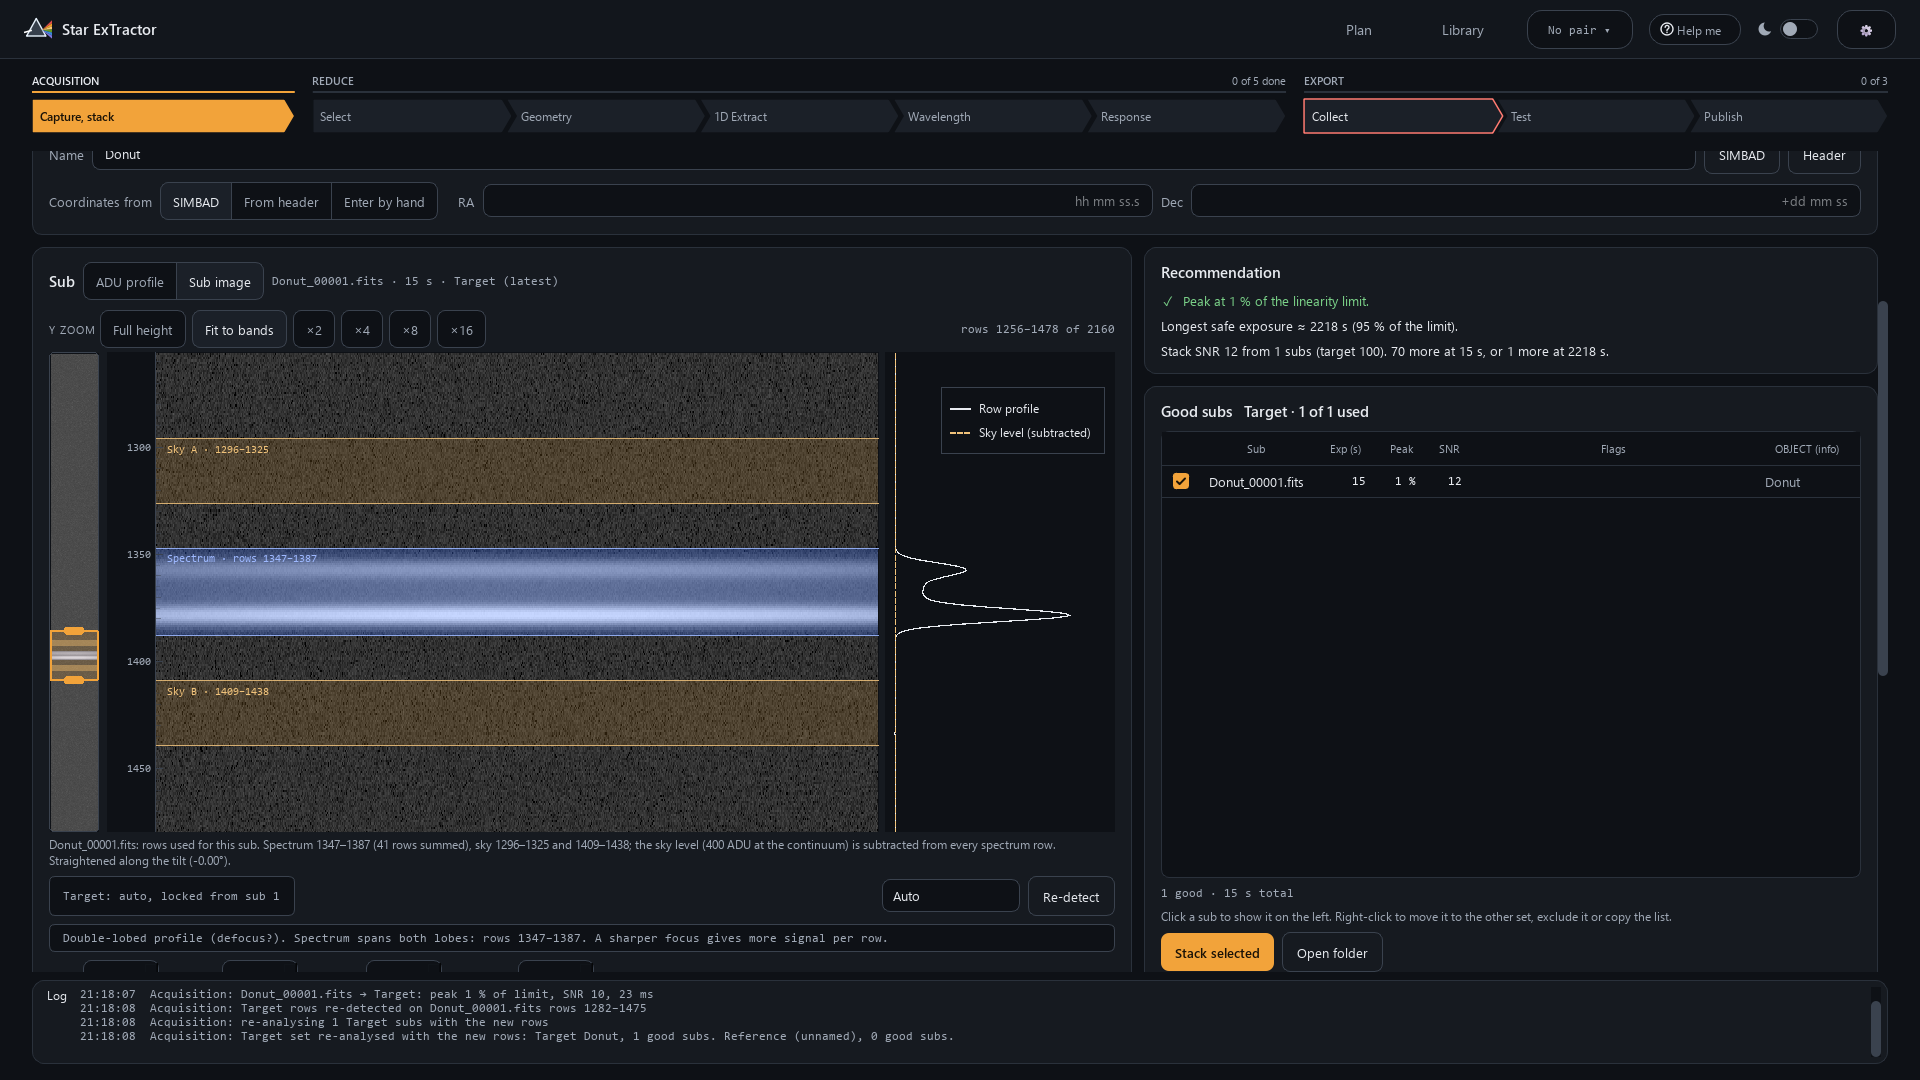 Star ExTractor
Plan
Library
No pair ▾
Help me
ACQUISITION
REDUCE
0 of 5 done
EXPORT
0 of 3
Capture, stack
Select
Geometry
1D Extract
Wavelength
Response
Collect
Test
Publish
Name
Donut
SIMBAD
Header
Coordinates from
SIMBAD
From header
Enter by hand
RA
hh mm ss.s
Dec
+dd mm ss
Sub
ADU profile
Sub image
Donut_00001.fits · 15 s · Target (latest)
Y ZOOM
Full height
Fit to bands
×2
×4
×8
×16
rows 1256–1478 of 2160
1300
1350
1400
1450
Sky A · 1296–1325
Spectrum · rows 1347–1387
Sky B · 1409–1438
Row profile
Sky level (subtracted)
Donut_00001.fits: rows used for this sub. Spectrum 1347–1387 (41 rows summed), sky 1296–1325 and 1409–1438; the sky level (400 ADU at the continuum) is subtracted from every spectrum row.
Straightened along the tilt (-0.00°).
Target: auto, locked from sub 1
Auto
Re-detect
Double-lobed profile (defocus?). Spectrum spans both lobes: rows 1347–1387. A sharper focus gives more signal per row.
Recommendation
✓ Peak at 1 % of the linearity limit.
Longest safe exposure ≈ 2218 s (95 % of the limit).
Stack SNR 12 from 1 subs (target 100). 70 more at 15 s, or 1 more at 2218 s.
Good subs Target · 1 of 1 used
Sub
Exp (s)
Peak
SNR
Flags
OBJECT (info)
Donut_00001.fits
15
1 %
12
Donut
1 good · 15 s total
Click a sub to show it on the left. Right-click to move it to the other set, exclude it or copy the list.
Stack selected
Open folder
Log
21:18:07 Acquisition: Donut_00001.fits → Target: peak 1 % of limit, SNR 10, 23 ms
21:18:08 Acquisition: Target rows re-detected on Donut_00001.fits rows 1282–1475
21:18:08 Acquisition: re-analysing 1 Target subs with the new rows
21:18:08 Acquisition: Target set re-analysed with the new rows: Target Donut, 1 good subs. Reference (unnamed), 0 good subs.